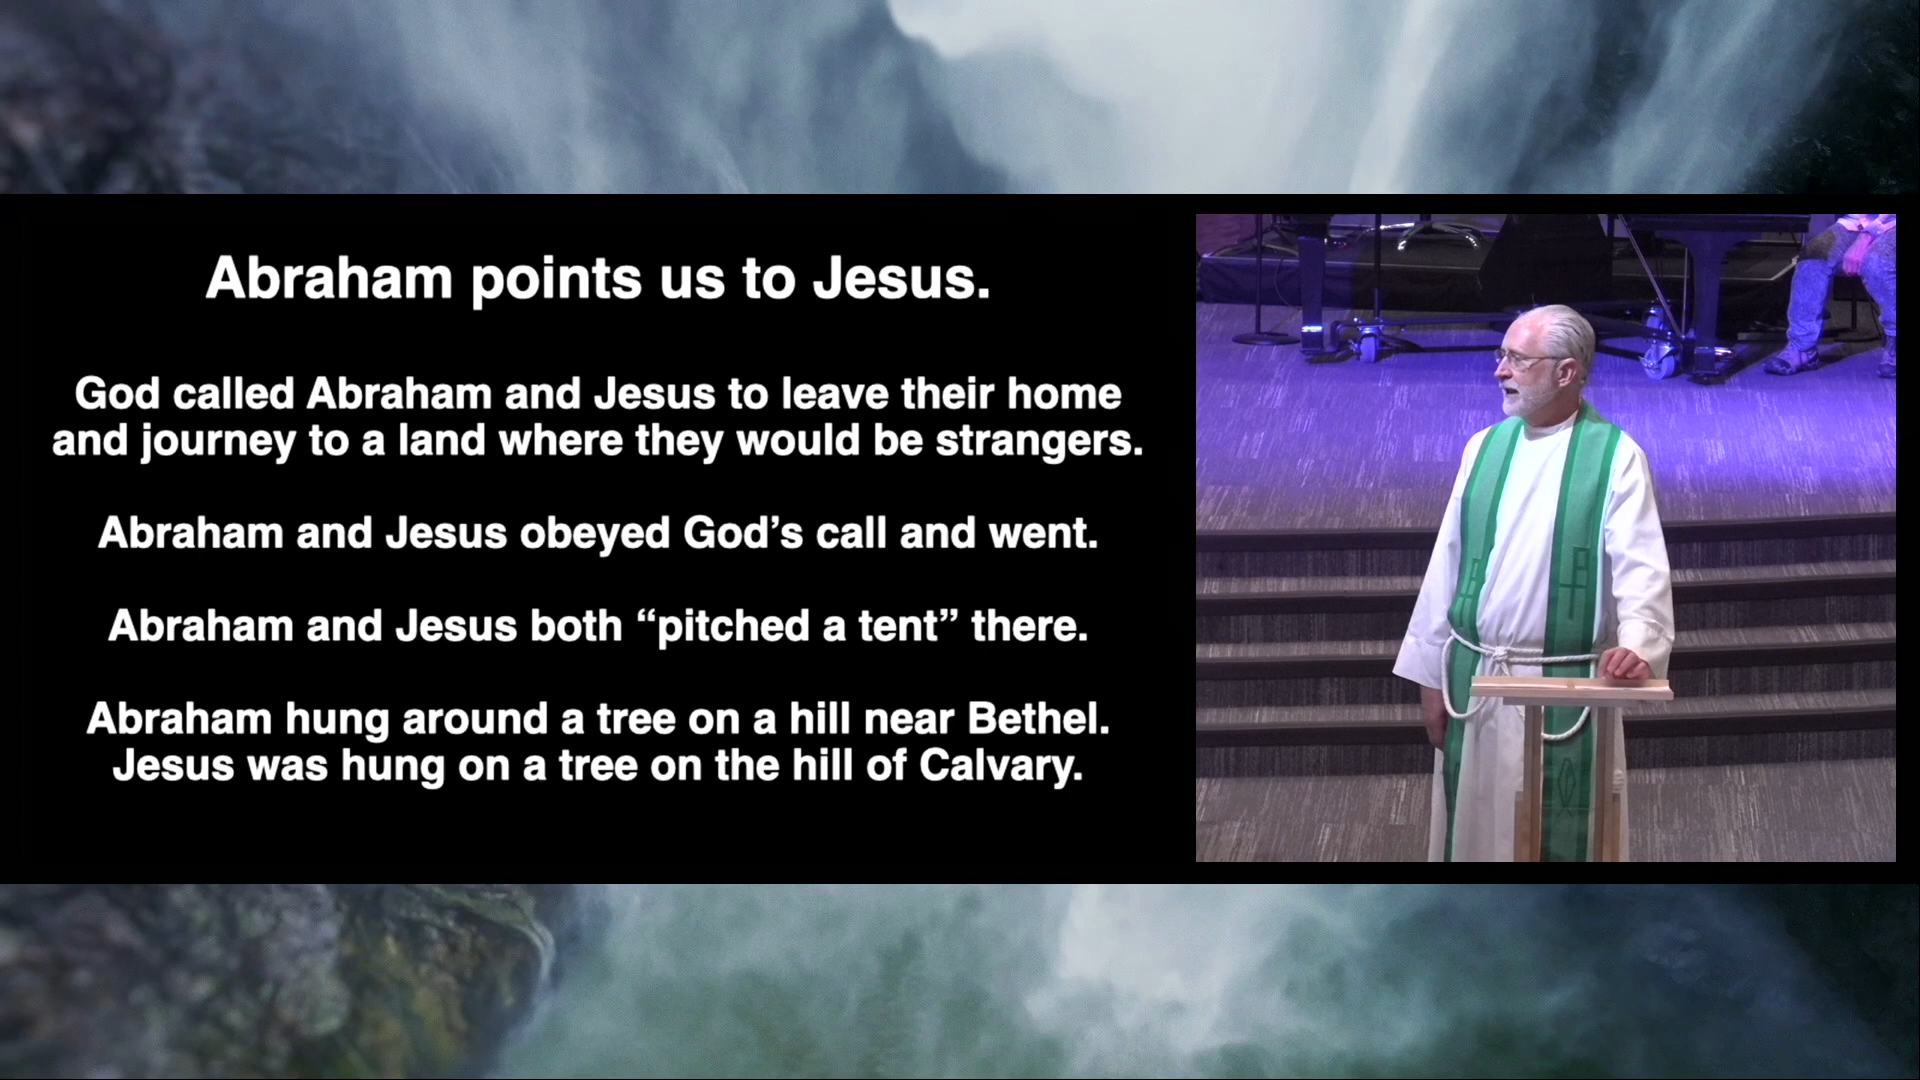 Abraham points us to Jesus.
God called Abraham and Jesus to leave their home
and journey to a land where they would be strangers.
Abraham and Jesus obeyed God’s call and went.
Abraham and Jesus both “pitched a tent” there.
Abraham hung around a tree on a hill near Bethel.
Jesus was hung on a tree on the hill of Calvary.